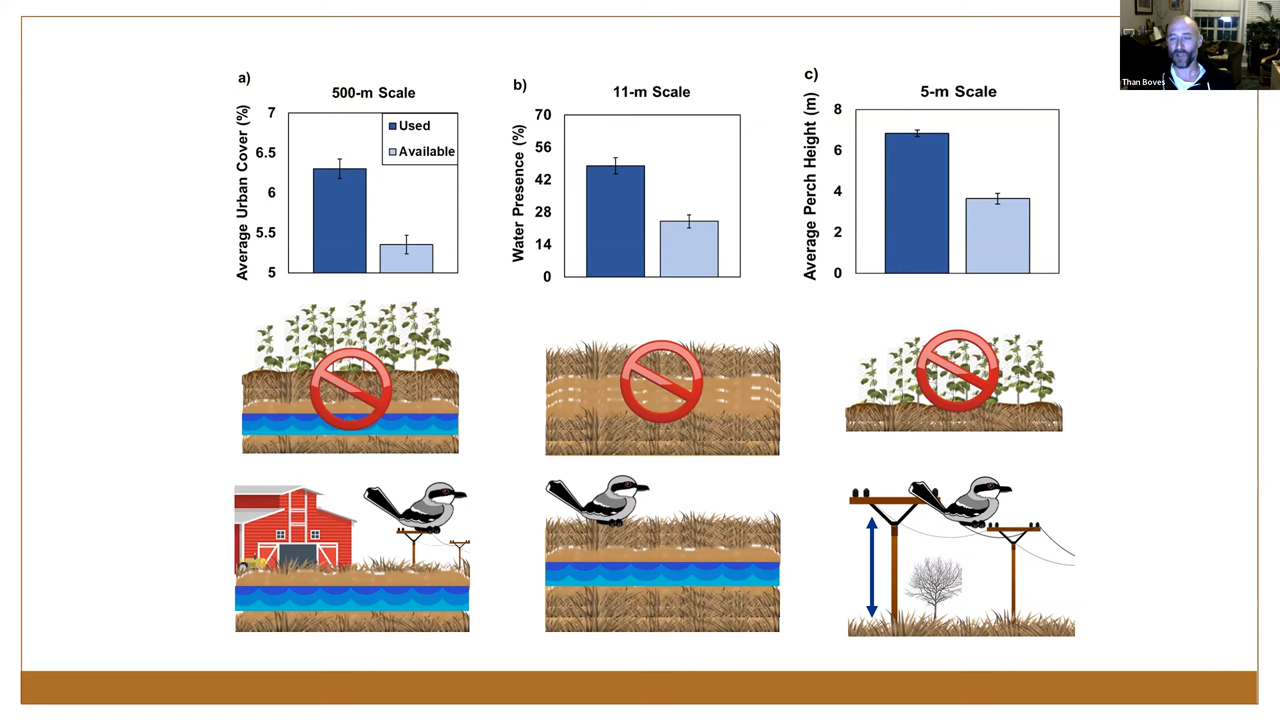 a)
500-m Scale
Average Urban Cover (%)
7
6.5
6
5.5
5
Used
Available
b)
11-m Scale
Water Presence (%)
70
56
42
28
14
0
c)
5-m Scale
Average Perch Height (m)
8
6
4
2
0
Than Boves